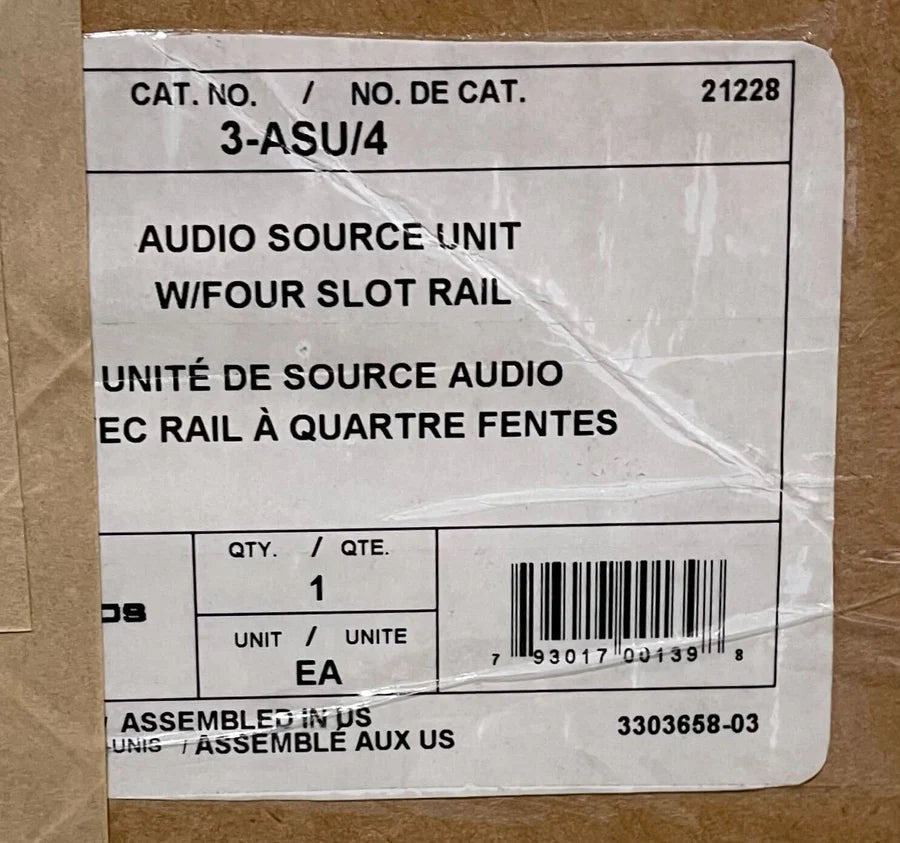 CAT. NO. / NO. DE CAT. 21228
3-ASU/4
AUDIO SOURCE UNIT
W/FOUR SLOT RAIL
UNITÉ DE SOURCE AUDIO
EC RAIL À QUARTRE FENTES
QTY. / QTE.
1
UNIT / UNITE
EA
7 93017 00139 8
/ ASSEMBLED IN US
-UNIS / ASSEMBLÉ AUX US
3303658-03